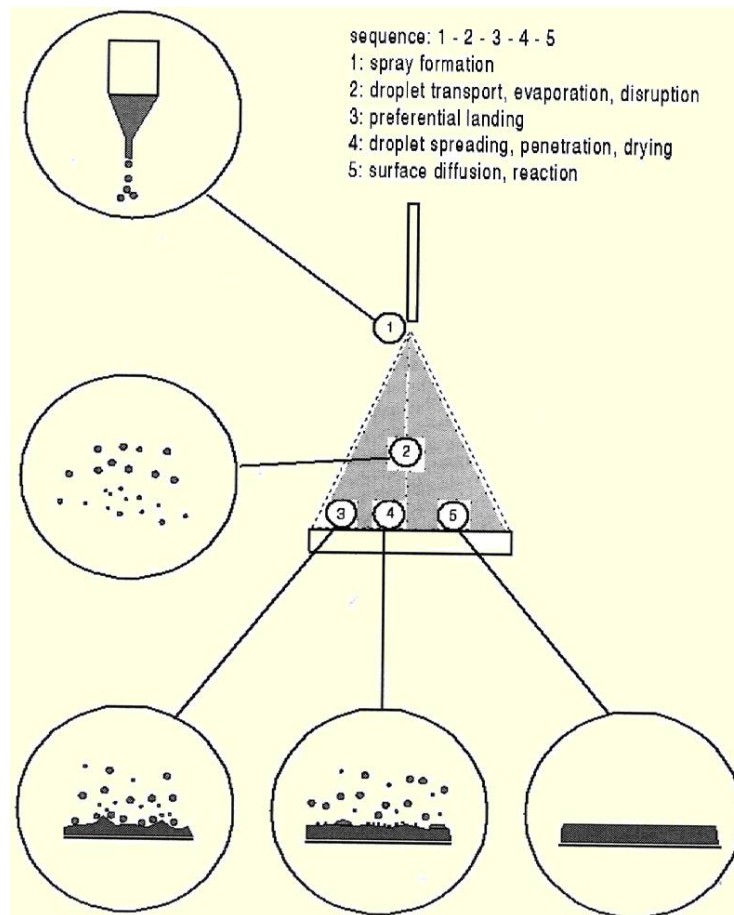 sequence: 1 - 2 - 3 - 4 - 5
1: spray formation
2: droplet transport, evaporation, disruption
3: preferential landing
4: droplet spreading, penetration, drying
5: surface diffusion, reaction
1
2
3
4
5